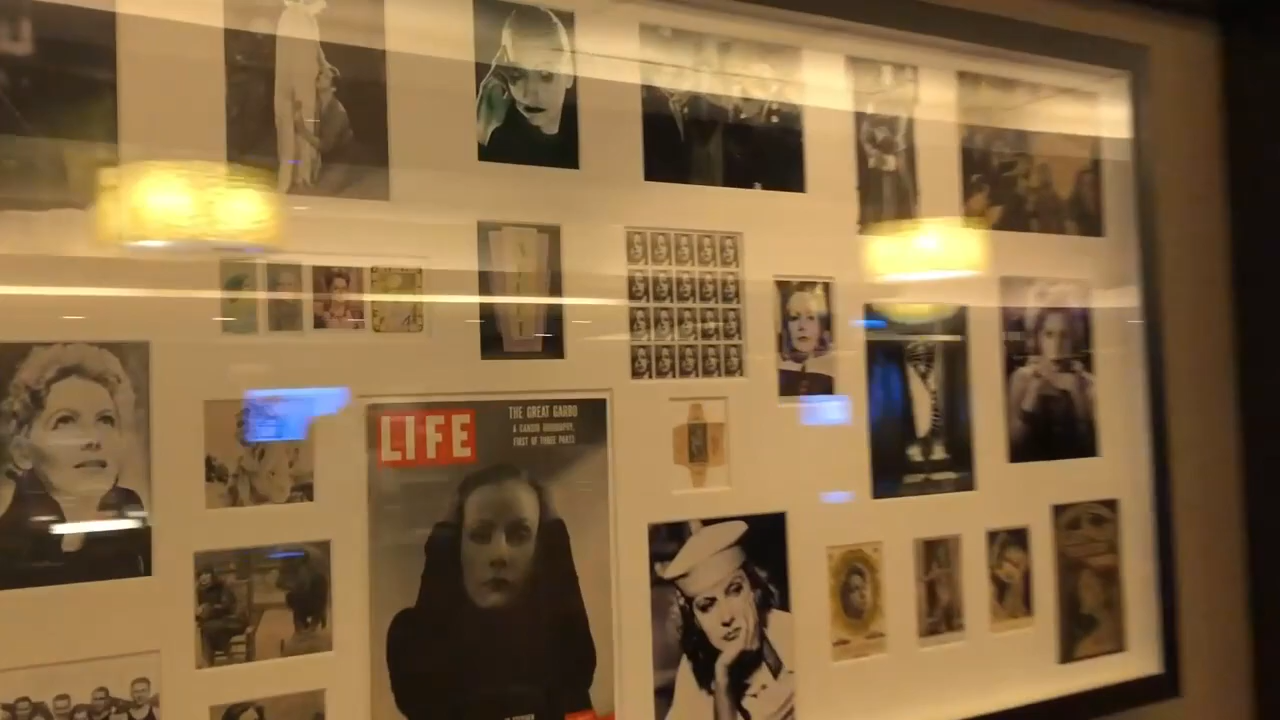 LIFE
THE GREAT GARBO
A CANDID BIOGRAPHY,
FIRST OF THREE PARTS